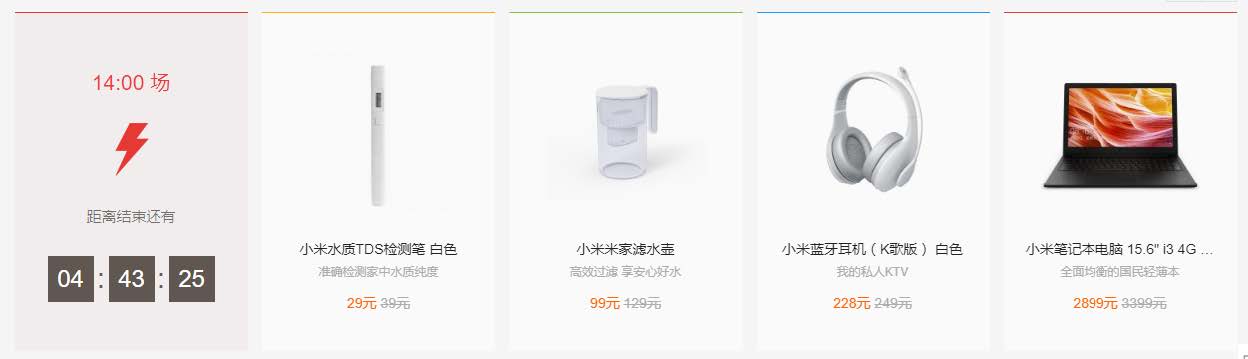 14:00 场
距离结束还有
04 : 43 : 25
小米水质TDS检测笔 白色
准确检测家中水质纯度
29元 39元
小米米家滤水壶
高效过滤 享安心好水
99元 129元
小米蓝牙耳机（K歌版） 白色
我的私人KTV
228元 249元
小米笔记本电脑 15.6" i3 4G ...
全面均衡的国民轻薄本
2899元 3399元